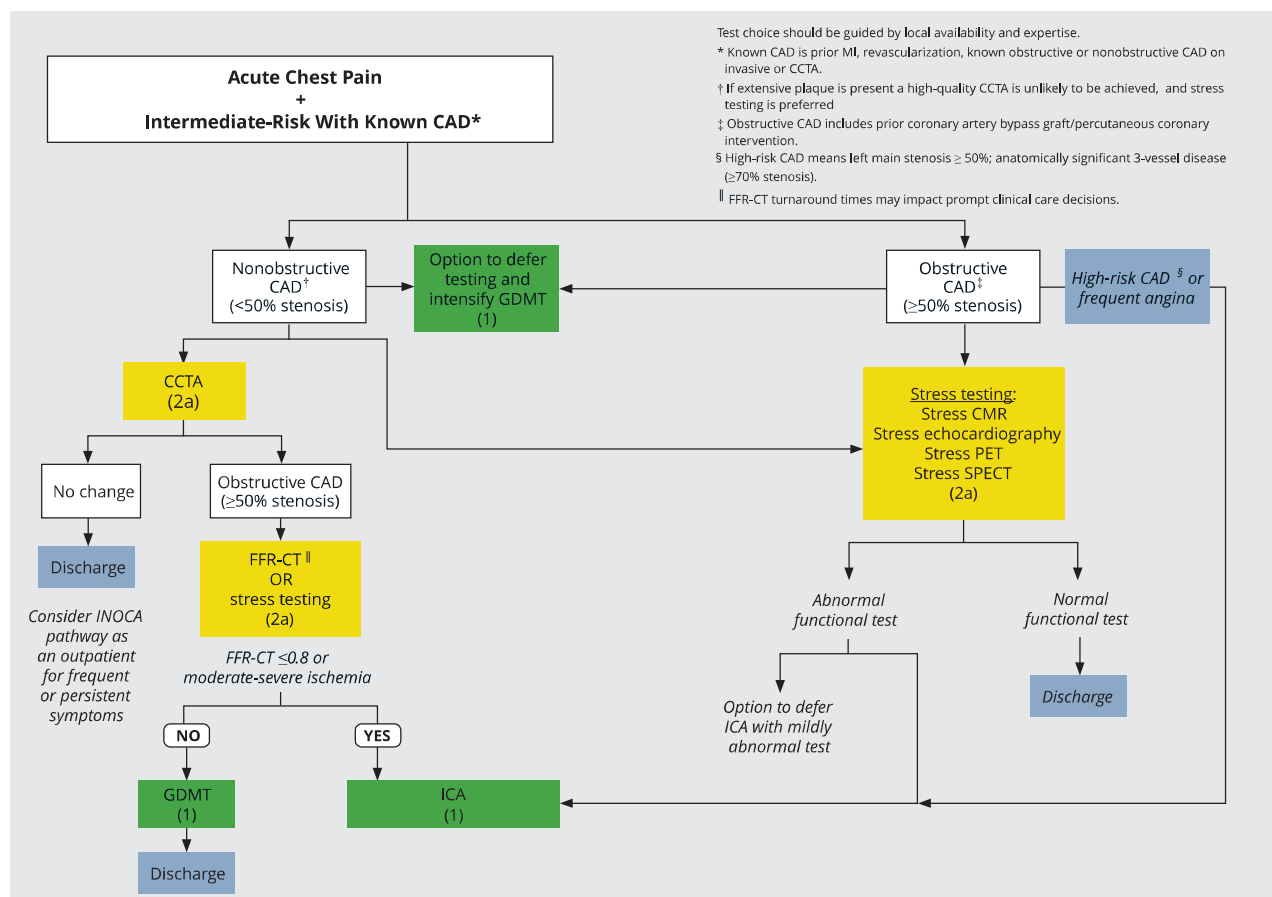 Test choice should be guided by local availability and expertise.
* Known CAD is prior MI, revascularization, known obstructive or nonobstructive CAD on
invasive or CCTA.
† If extensive plaque is present a high-quality CCTA is unlikely to be achieved, and stress
testing is preferred
‡ Obstructive CAD includes prior coronary artery bypass graft/percutaneous coronary
intervention.
§ High-risk CAD means left main stenosis ≥ 50%; anatomically significant 3-vessel disease
(≥70% stenosis).
‖ FFR-CT turnaround times may impact prompt clinical care decisions.
Acute Chest Pain
+
Intermediate-Risk With Known CAD*
Nonobstructive
CAD†
(<50% stenosis)
Option to defer
testing and
intensify GDMT
(1)
Obstructive
CAD‡
(≥50% stenosis)
High-risk CAD § or
frequent angina
CCTA
(2a)
Stress testing:
Stress CMR
Stress echocardiography
Stress PET
Stress SPECT
(2a)
No change
Obstructive CAD
(≥50% stenosis)
Discharge
FFR-CT ‖
OR
stress testing
(2a)
Consider INOCA
pathway as
an outpatient
for frequent
or persistent
symptoms
FFR-CT ≤0.8 or
moderate-severe ischemia
Abnormal
functional test
Normal
functional test
Option to defer
ICA with mildly
abnormal test
Discharge
NO
YES
GDMT
(1)
ICA
(1)
Discharge